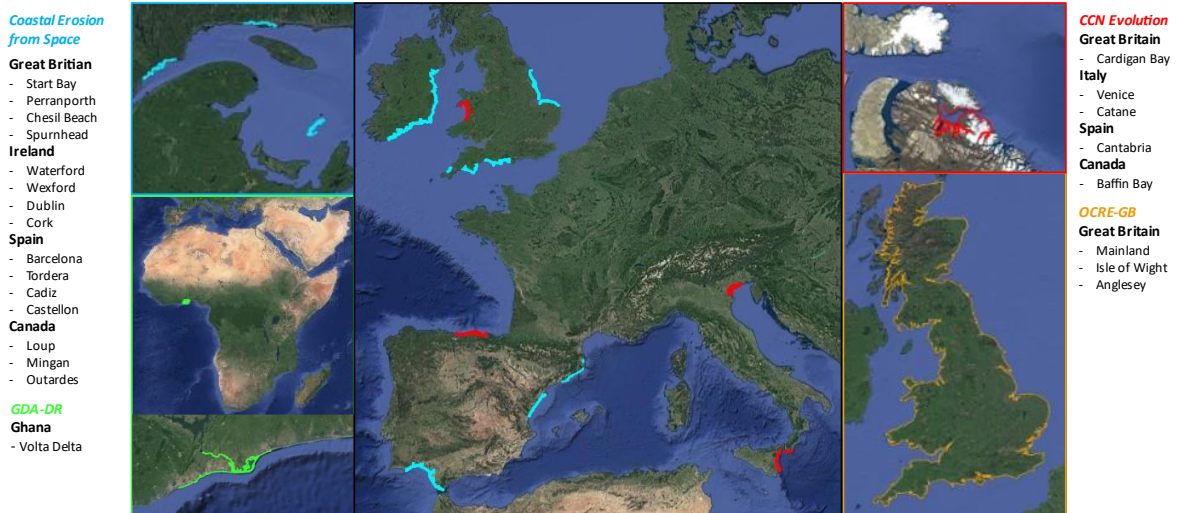 Coastal Erosion
from Space
Great Britian
- Start Bay
- Perranporth
- Chesil Beach
- Spurnhead
Ireland
- Waterford
- Wexford
- Dublin
- Cork
Spain
- Barcelona
- Tordera
- Cadiz
- Castellon
Canada
- Loup
- Mingan
- Outardes
GDA-DR
Ghana
- Volta Delta
CCN Evolution
Great Britain
- Cardigan Bay
Italy
- Venice
- Catane
Spain
- Cantabria
Canada
- Baffin Bay
OCRE-GB
Great Britain
- Mainland
- Isle of Wight
- Anglesey